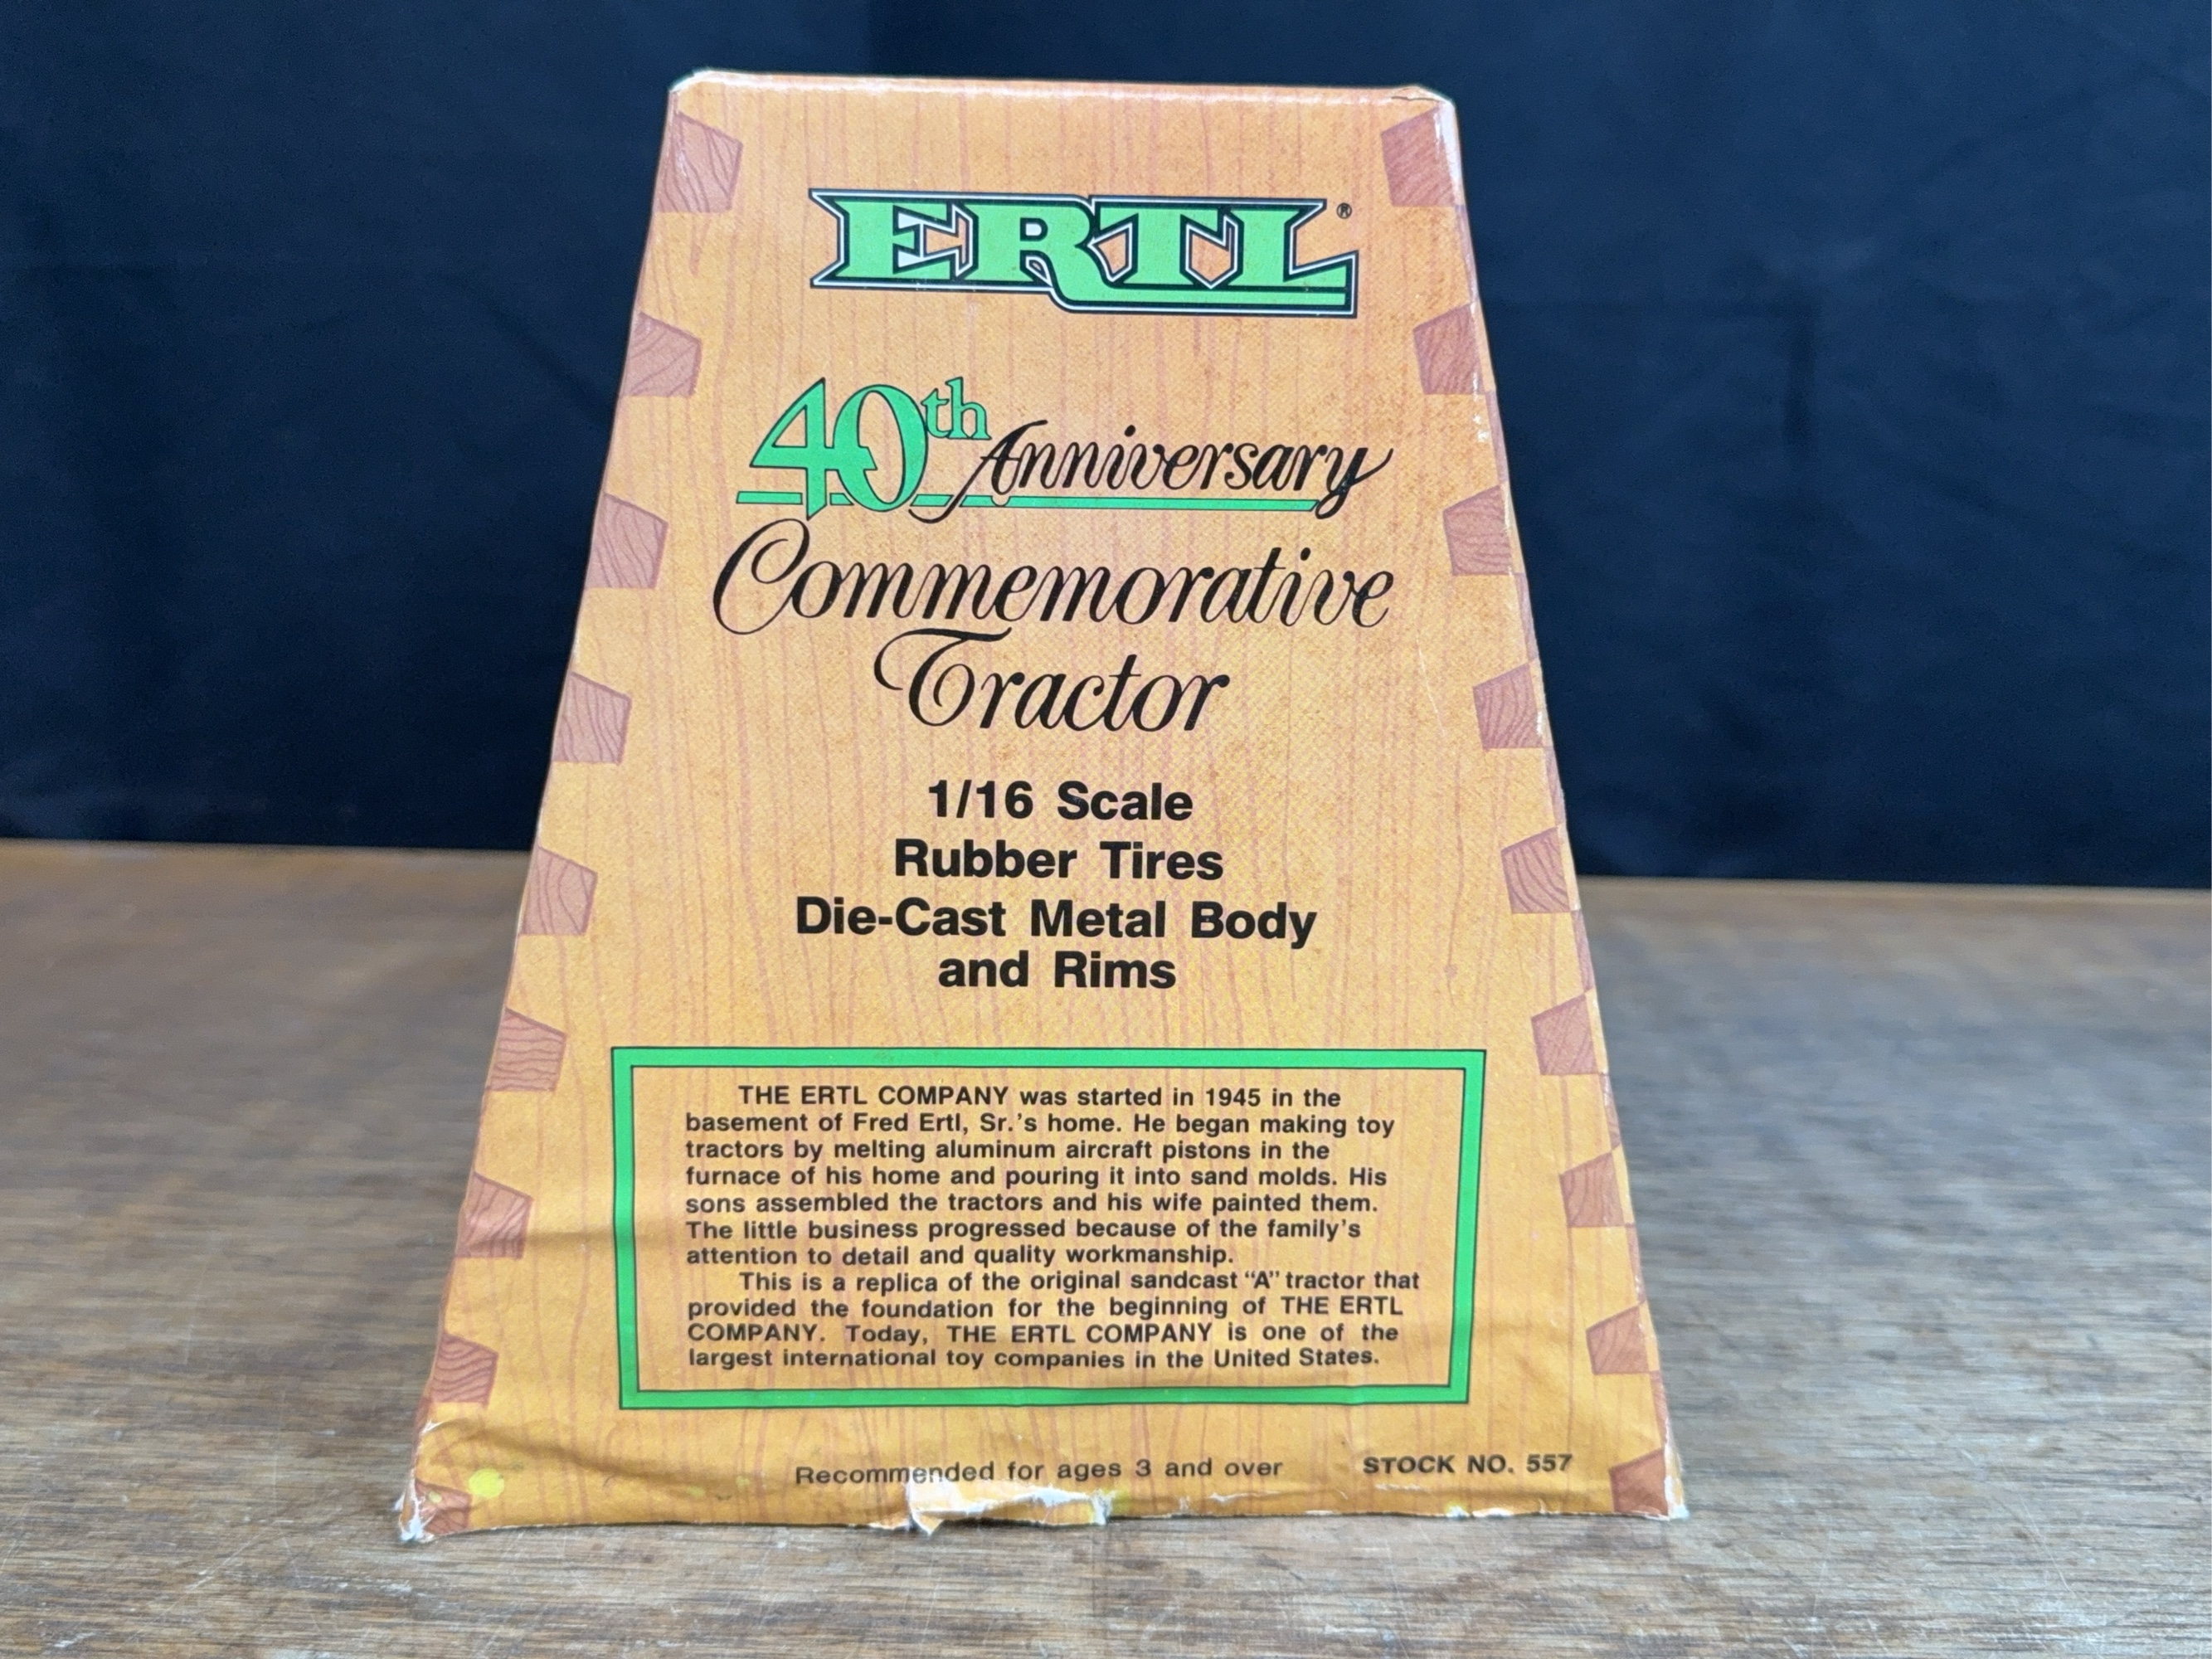 ERTL®
40th Anniversary
Commemorative
Tractor
1/16 Scale
Rubber Tires
Die-Cast Metal Body
and Rims
THE ERTL COMPANY was started in 1945 in the
basement of Fred Ertl, Sr.'s home. He began making toy
tractors by melting aluminum aircraft pistons in the
furnace of his home and pouring it into sand molds. His
sons assembled the tractors and his wife painted them.
The little business progressed because of the family's
attention to detail and quality workmanship.
This is a replica of the original sandcast "A" tractor that
provided the foundation for the beginning of THE ERTL
COMPANY. Today, THE ERTL COMPANY is one of the
largest international toy companies in the United States.
Recommended for ages 3 and over STOCK NO. 557